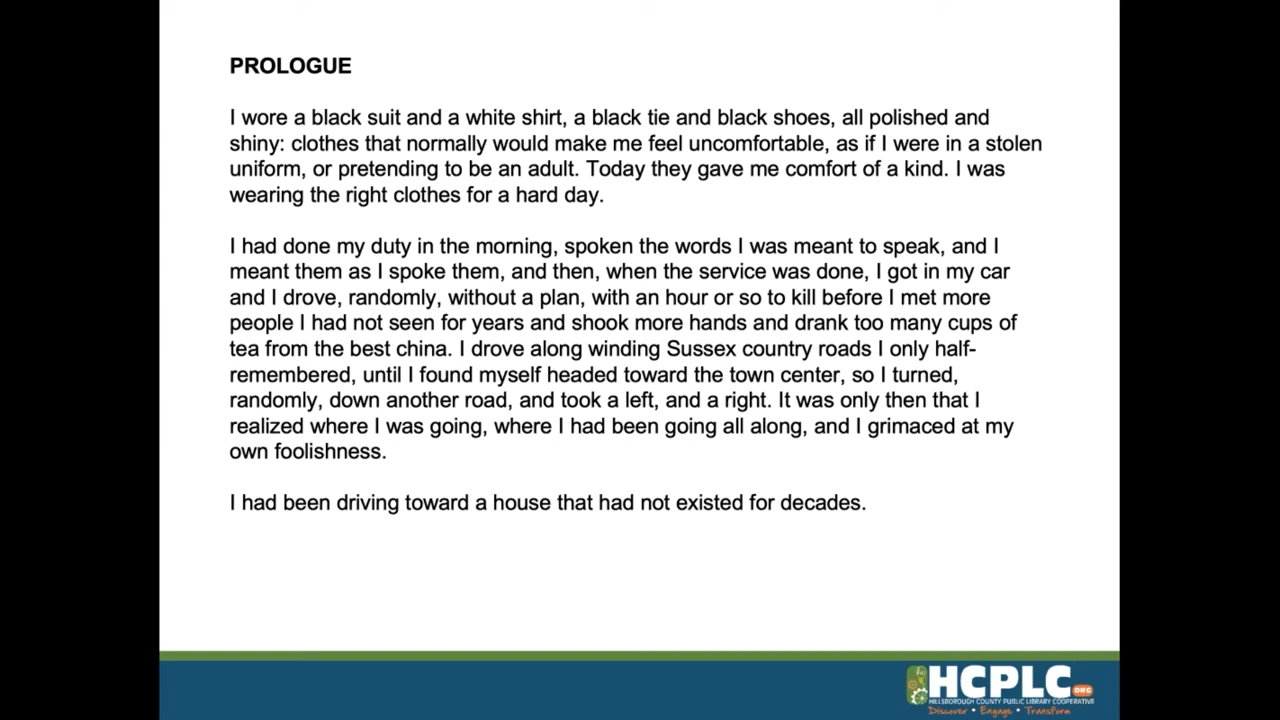 PROLOGUE
I wore a black suit and a white shirt, a black tie and black shoes, all polished and
shiny: clothes that normally would make me feel uncomfortable, as if I were in a stolen
uniform, or pretending to be an adult. Today they gave me comfort of a kind. I was
wearing the right clothes for a hard day.
I had done my duty in the morning, spoken the words I was meant to speak, and I
meant them as I spoke them, and then, when the service was done, I got in my car
and I drove, randomly, without a plan, with an hour or so to kill before I met more
people I had not seen for years and shook more hands and drank too many cups of
tea from the best china. I drove along winding Sussex country roads I only half-
remembered, until I found myself headed toward the town center, so I turned,
randomly, down another road, and took a left, and a right. It was only then that I
realized where I was going, where I had been going all along, and I grimaced at my
own foolishness.
I had been driving toward a house that had not existed for decades.
HCPLC.ORG
HILLSBOROUGH COUNTY PUBLIC LIBRARY COOPERATIVE
Discover • Engage • Transform